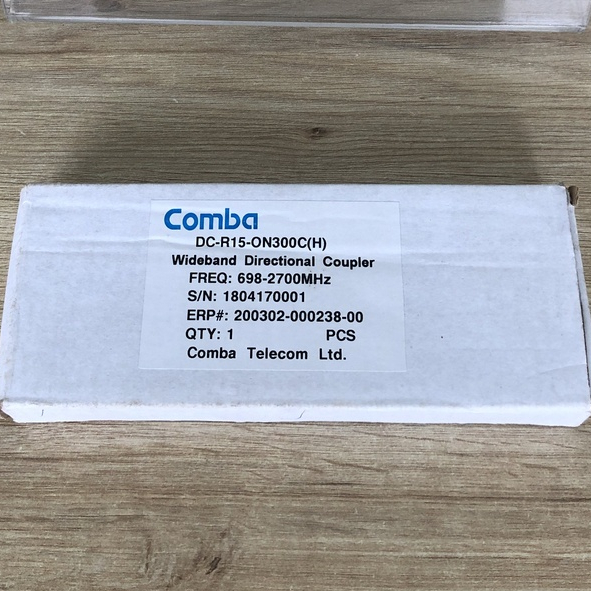 Comba
DC-R15-ON300C(H)
Wideband Directional Coupler
FREQ: 698-2700MHz
S/N: 1804170001
ERP#: 200302-000238-00
QTY: 1 PCS
Comba Telecom Ltd.